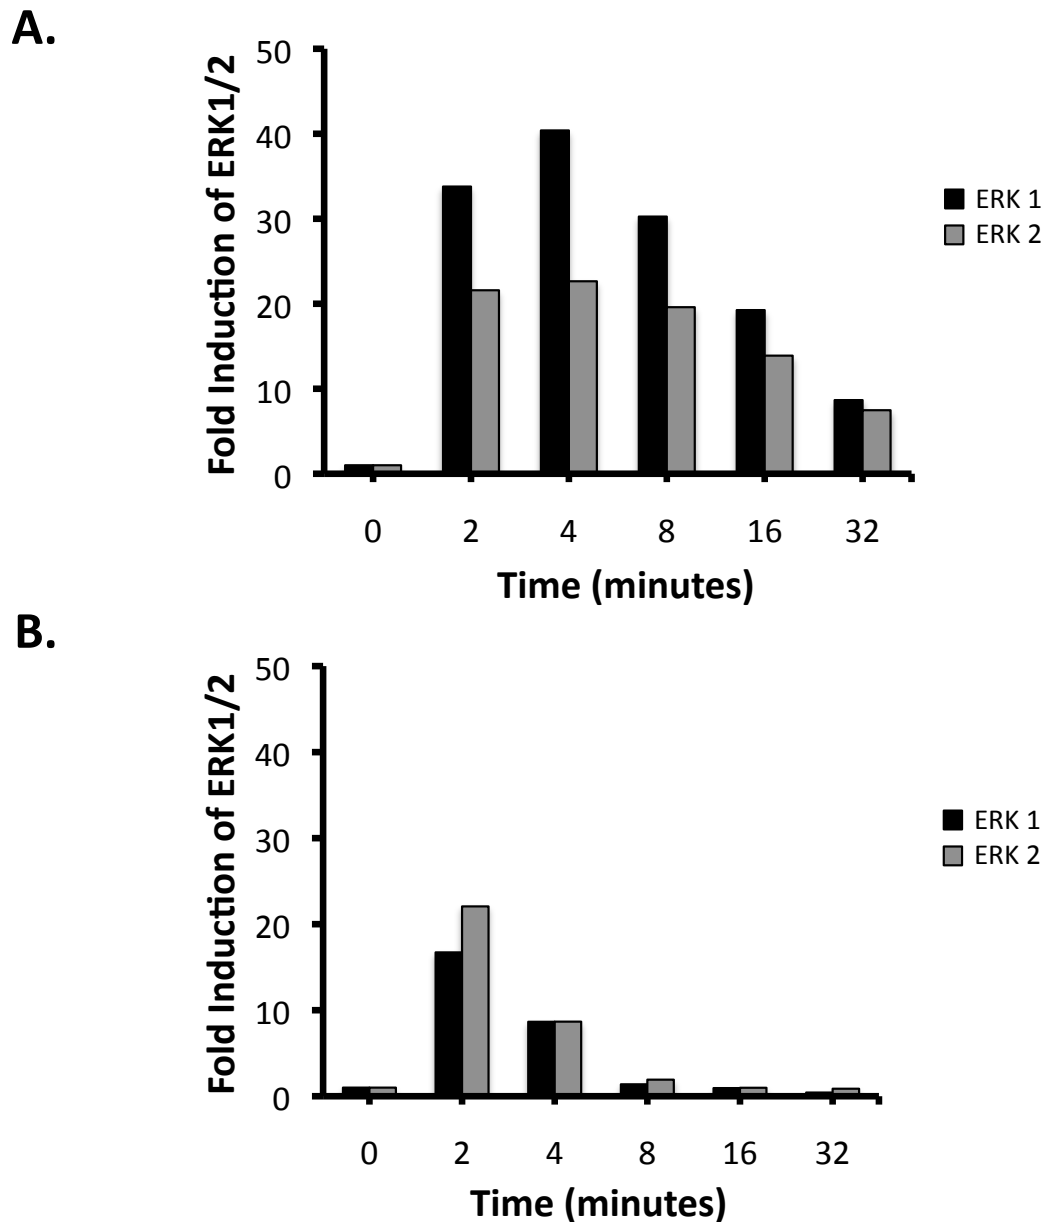 A.
Fold Induction of ERK1/2
50
40
30
20
10
0
ERK 1
ERK 2
0 2 4 8 16 32
Time (minutes)
B.
Fold Induction of ERK1/2
50
40
30
20
10
0
ERK 1
ERK 2
0 2 4 8 16 32
Time (minutes)